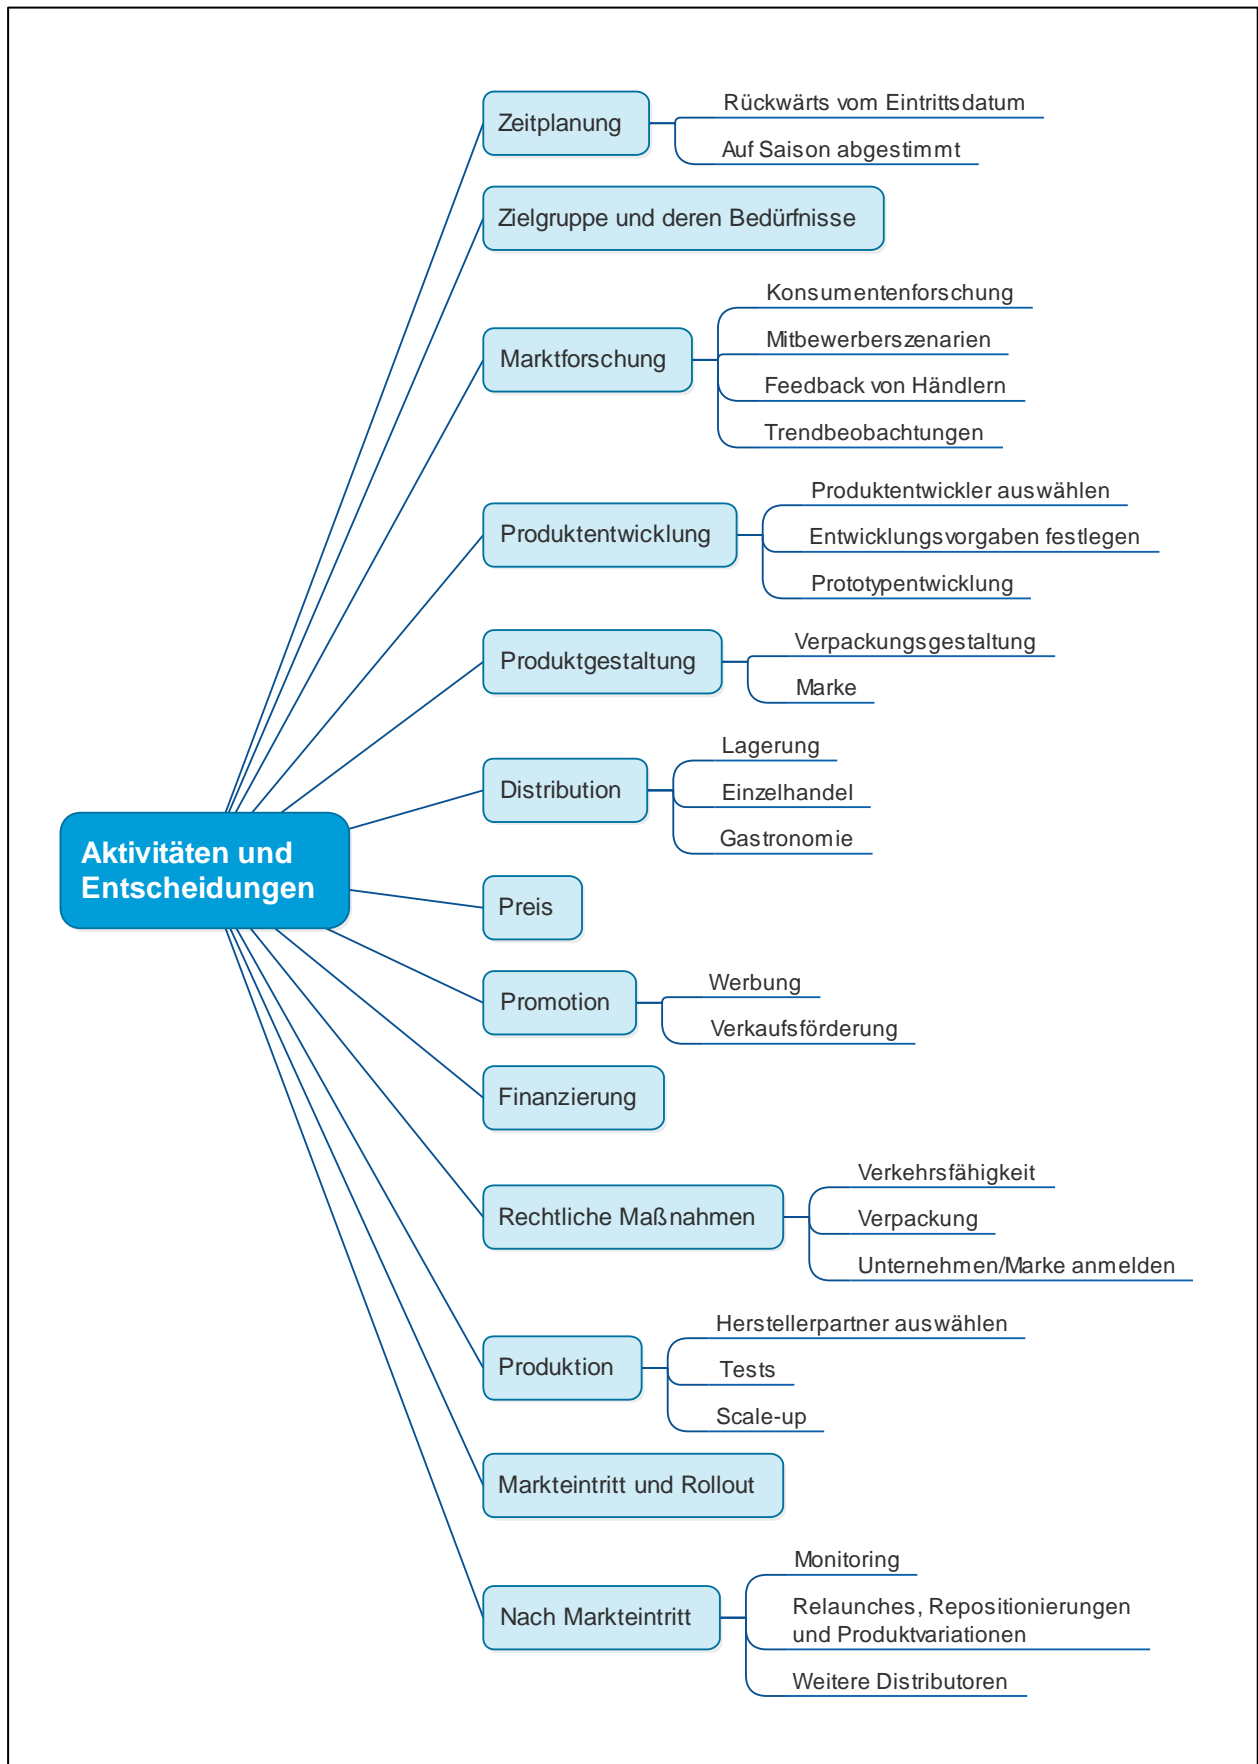 Aktivitäten und
Entscheidungen
Zeitplanung
Rückwärts vom Eintrittsdatum
Auf Saison abgestimmt
Zielgruppe und deren Bedürfnisse
Marktforschung
Konsumentenforschung
Mitbewerberszenarien
Feedback von Händlern
Trendbeobachtungen
Produktentwicklung
Produktentwickler auswählen
Entwicklungsvorgaben festlegen
Prototypentwicklung
Produktgestaltung
Verpackungsgestaltung
Marke
Distribution
Lagerung
Einzelhandel
Gastronomie
Preis
Promotion
Werbung
Verkaufsförderung
Finanzierung
Rechtliche Maßnahmen
Verkehrsfähigkeit
Verpackung
Unternehmen/Marke anmelden
Produktion
Herstellerpartner auswählen
Tests
Scale-up
Markteintritt und Rollout
Nach Markteintritt
Monitoring
Relaunches, Repositionierungen
und Produktvariationen
Weitere Distributoren